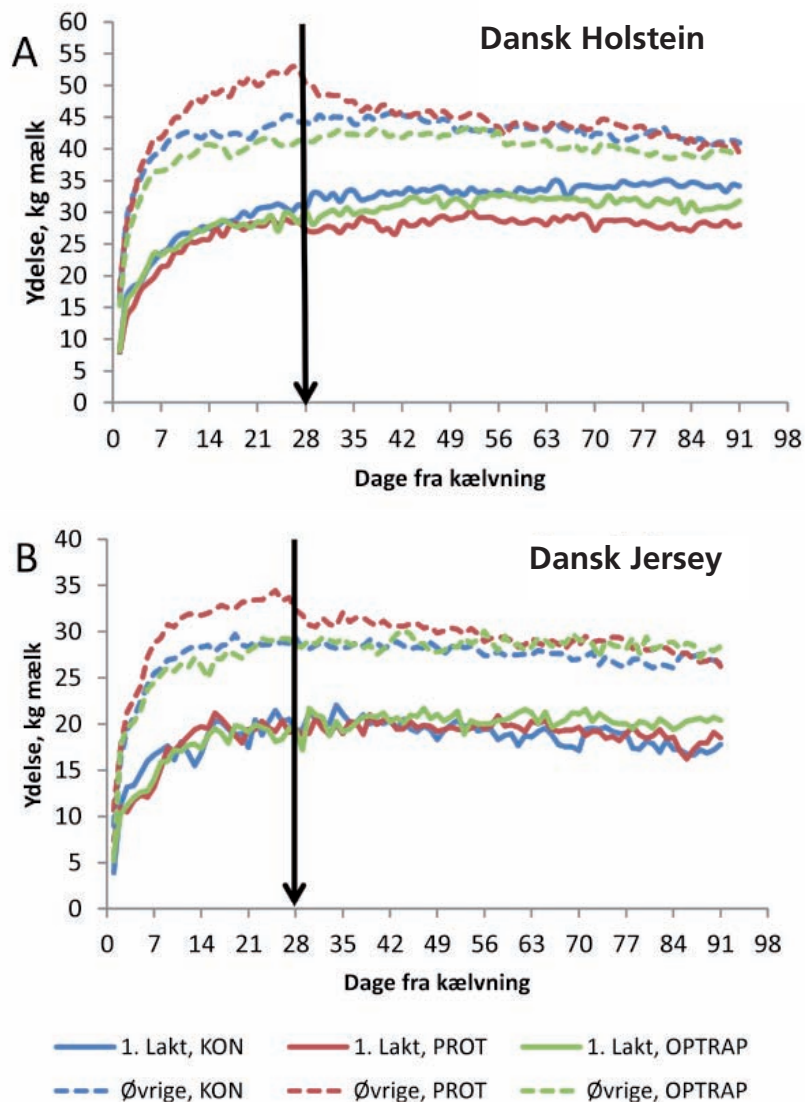 A
Dansk Holstein
60
55
50
45
40
35
30
25
20
15
10
5
0
Ydelse, kg mælk
0 7 14 21 28 35 42 49 56 63 70 77 84 91 98
Dage fra kælvning
B
Dansk Jersey
40
35
30
25
20
15
10
5
0
Ydelse, kg mælk
0 7 14 21 28 35 42 49 56 63 70 77 84 91 98
Dage fra kælvning
1. Lakt, KON 1. Lakt, PROT 1. Lakt, OPTRAP
Øvrige, KON Øvrige, PROT Øvrige, OPTRAP